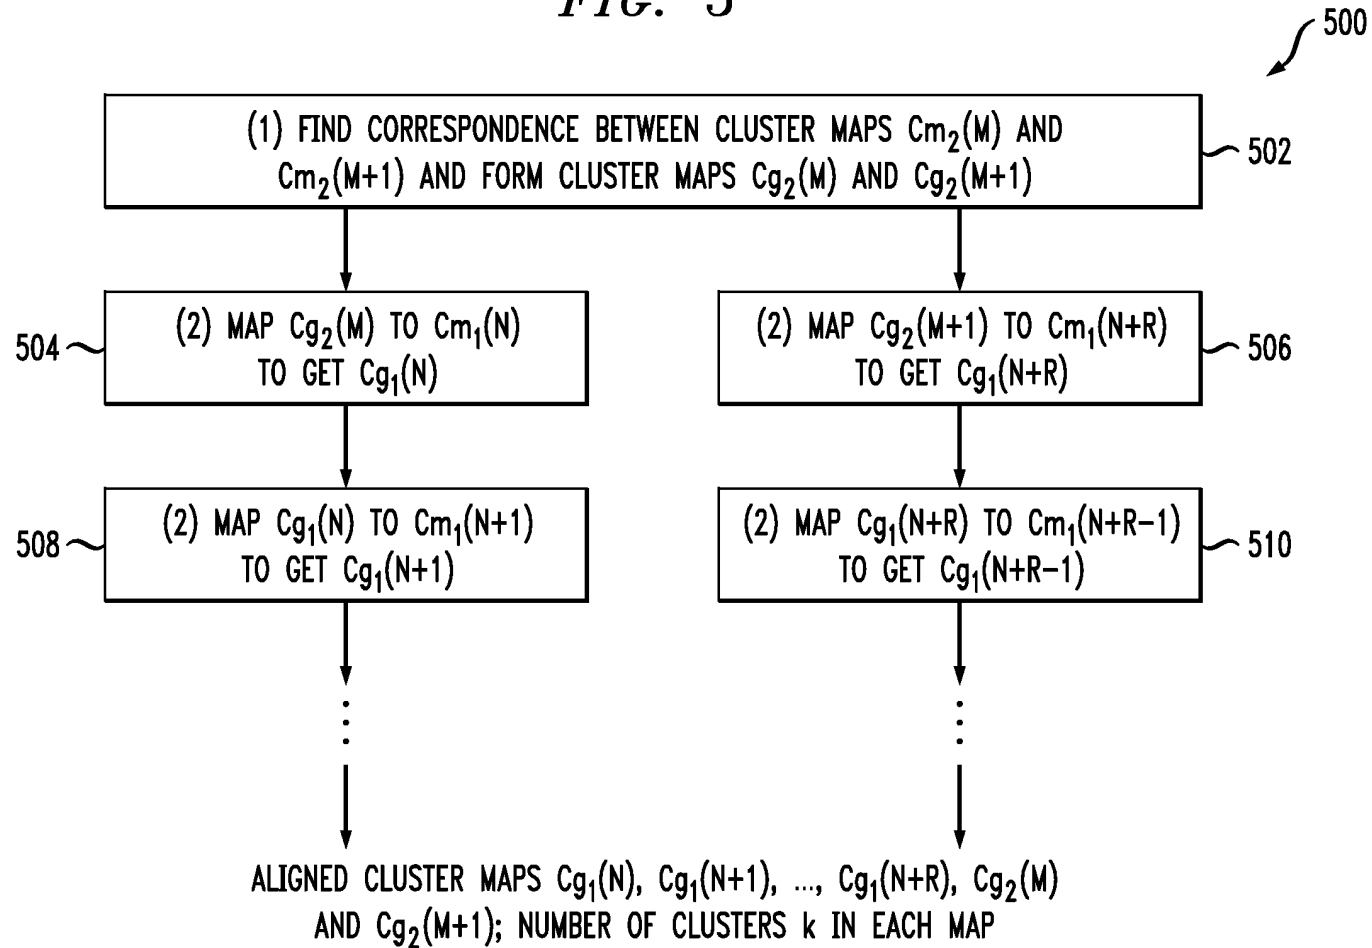 FIG. 5
500
(1) FIND CORRESPONDENCE BETWEEN CLUSTER MAPS Cm₂(M) AND
Cm₂(M+1) AND FORM CLUSTER MAPS Cg₂(M) AND Cg₂(M+1)
502
504
(2) MAP Cg₂(M) TO Cm₁(N)
TO GET Cg₁(N)
(2) MAP Cg₂(M+1) TO Cm₁(N+R)
TO GET Cg₁(N+R)
506
508
(2) MAP Cg₁(N) TO Cm₁(N+1)
TO GET Cg₁(N+1)
(2) MAP Cg₁(N+R) TO Cm₁(N+R−1)
TO GET Cg₁(N+R−1)
510
ALIGNED CLUSTER MAPS Cg₁(N), Cg₁(N+1), ..., Cg₁(N+R), Cg₂(M)
AND Cg₂(M+1); NUMBER OF CLUSTERS k IN EACH MAP